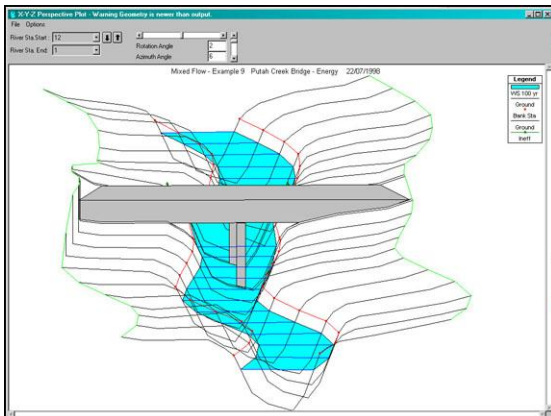 X-Y-Z Perspective Plot - Warning Geometry is newer than output.
File Options
River Sta.Start: 12
River Sta. End: 1
Rotation Angle 2
Azimuth Angle 6
Mixed Flow - Example 9 Putah Creek Bridge - Energy 22/07/1998
Legend
WS 100 yr
Ground
Bank Sta
Ground
Ineff